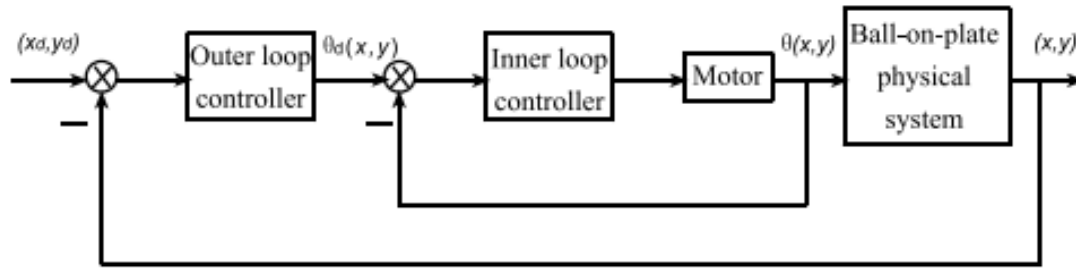 (xd,yd)
Outer loop
controller
θd(x,y)
Inner loop
controller
Motor
θ(x,y)
Ball-on-plate
physical
system
(x,y)